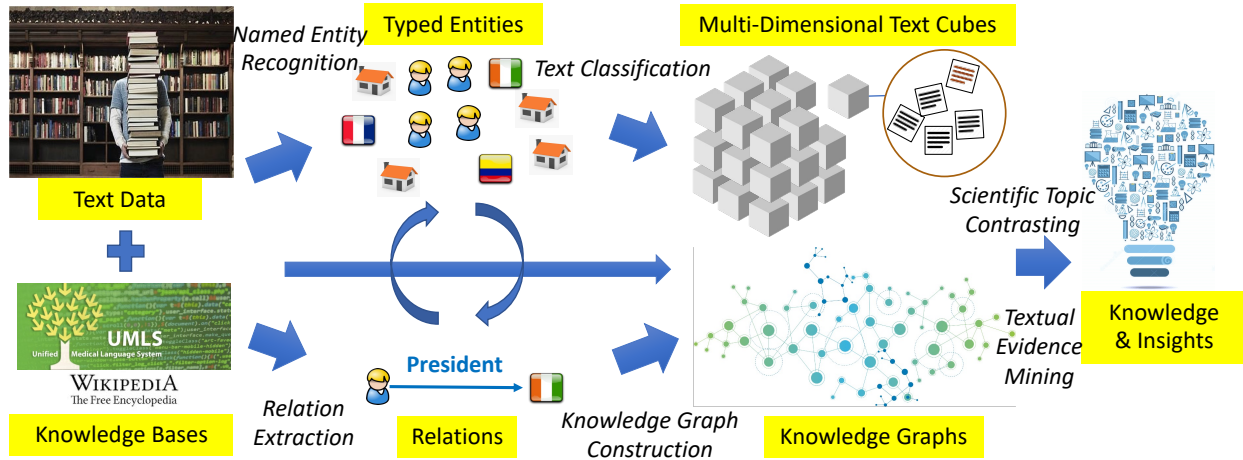 Named Entity
Recognition
Typed Entities
Text Classification
Multi-Dimensional Text Cubes
Text Data
Scientific Topic
Contrasting
UMLS
Unified Medical Language System
WIKIPEDIA
The Free Encyclopedia
Knowledge Bases
Relation
Extraction
President
Relations
Knowledge Graph
Construction
Knowledge Graphs
Textual
Evidence
Mining
Knowledge
& Insights